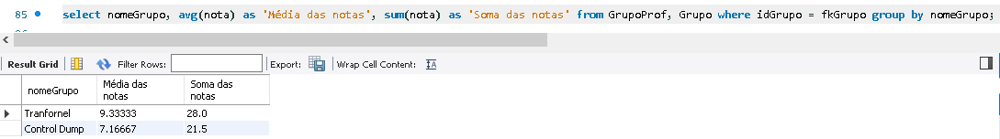 85 select nomeGrupo, avg(nota) as 'Média das notas', sum(nota) as 'Soma das notas' from GrupoProf, Grupo where idGrupo = fkGrupo group by nomeGrupo;
Result Grid Filter Rows: Export: Wrap Cell Content:
nomeGrupo Média das notas Soma das notas
Tranfornel 9.33333 28.0
Control Dump 7.16667 21.5